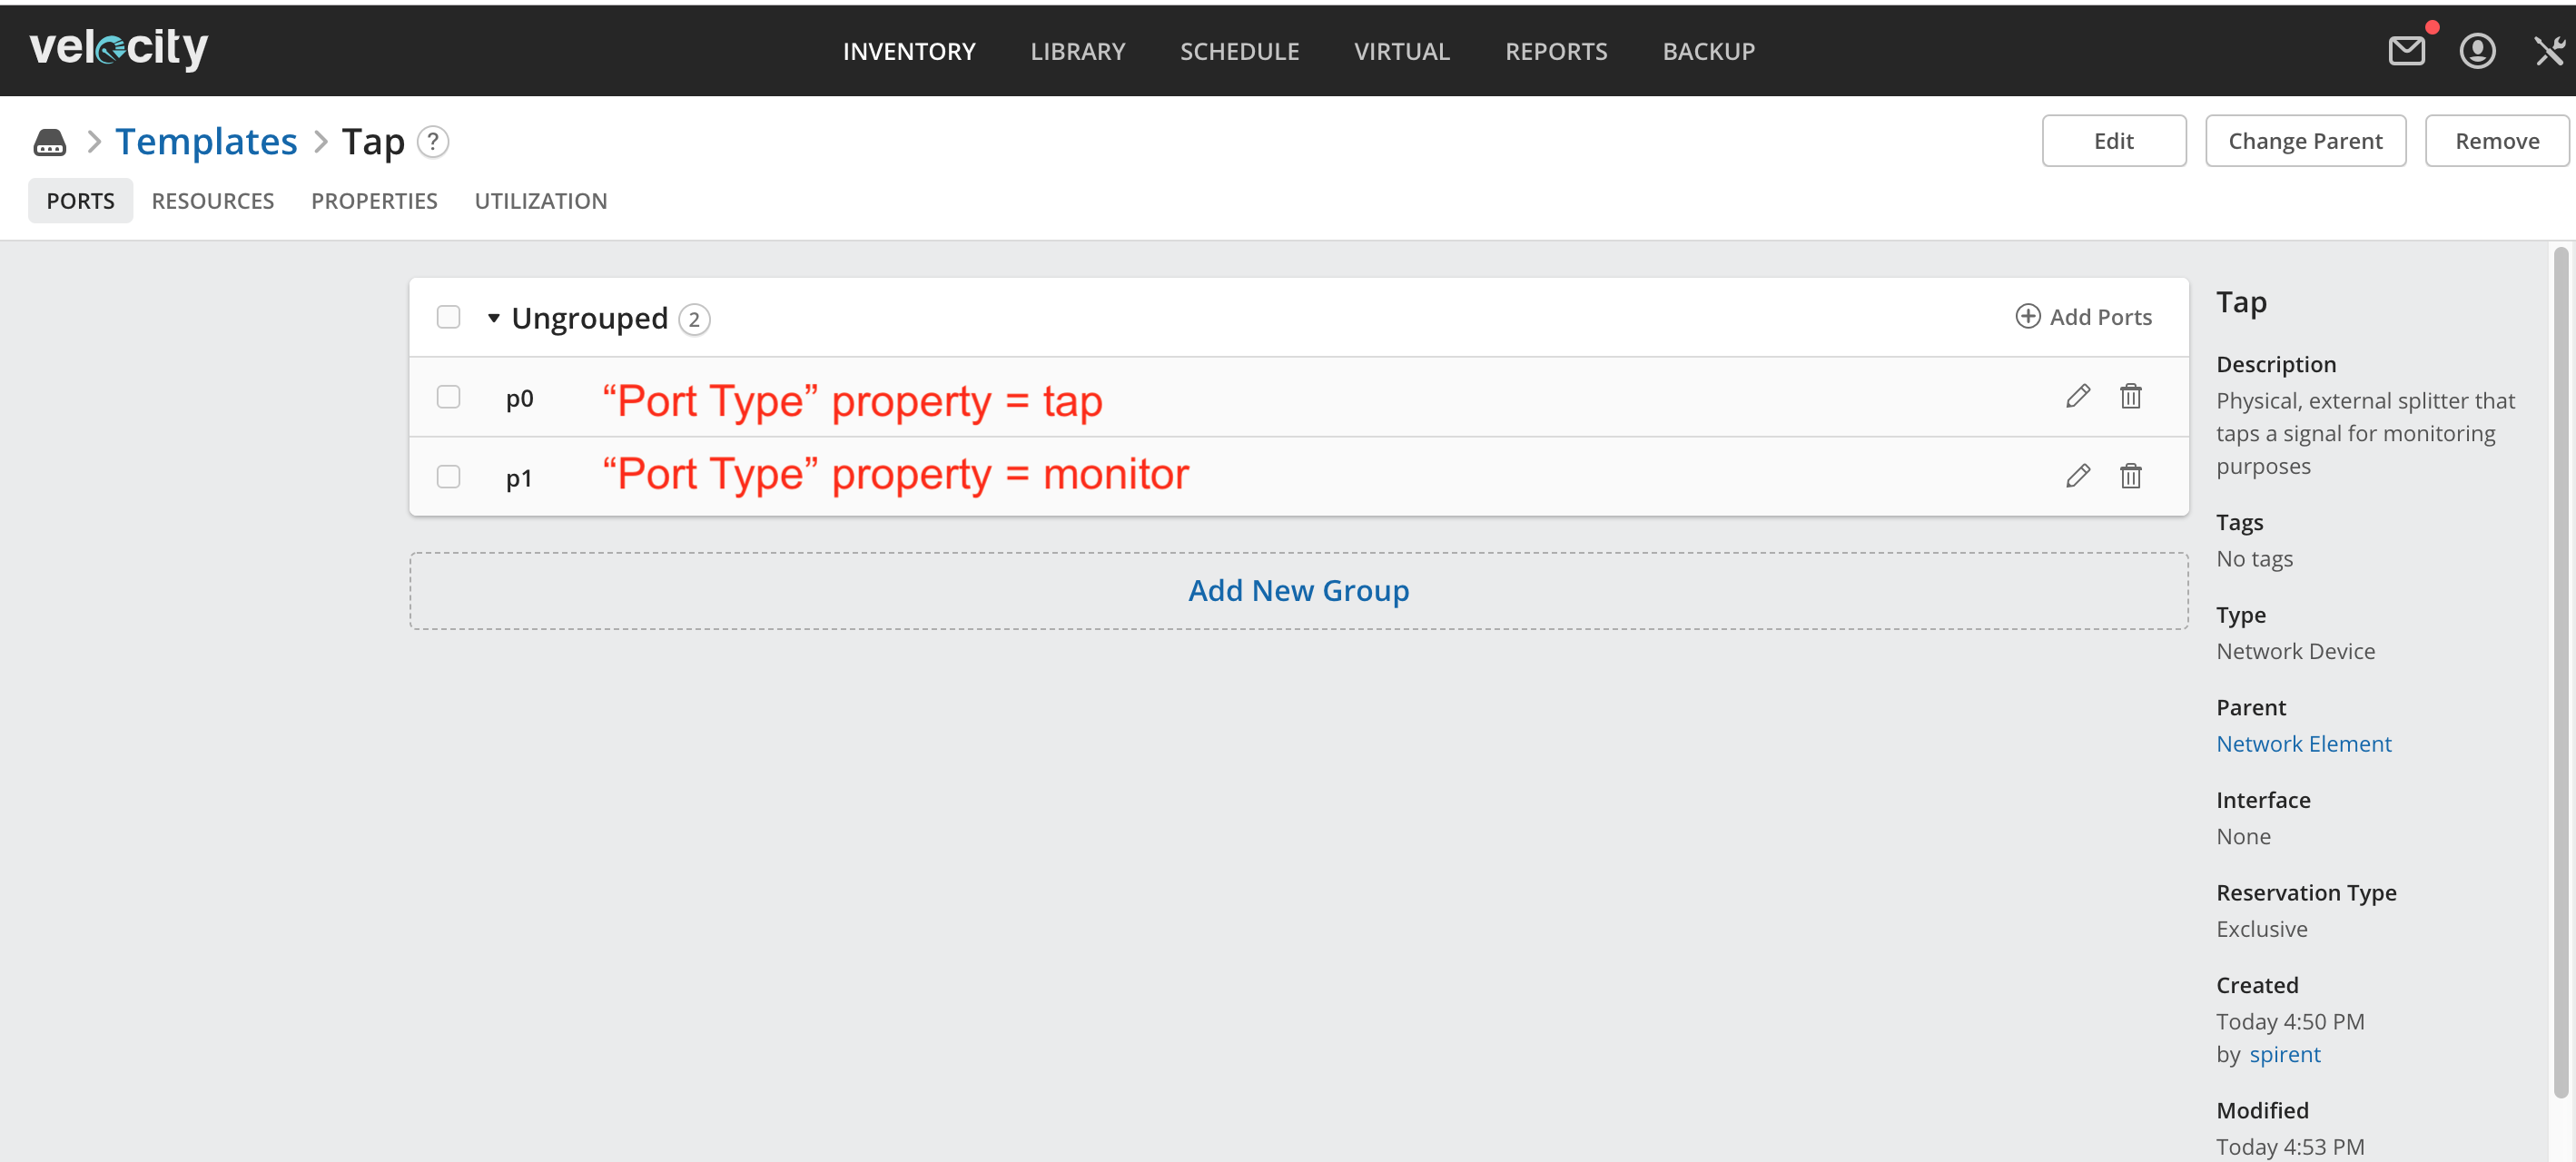 velocity
INVENTORY LIBRARY SCHEDULE VIRTUAL REPORTS BACKUP
Templates Tap ?
Edit Change Parent Remove
PORTS RESOURCES PROPERTIES UTILIZATION
Ungrouped 2 Add Ports
p0 “Port Type” property = tap
p1 “Port Type” property = monitor
Add New Group
Tap
Description
Physical, external splitter that
taps a signal for monitoring
purposes
Tags
No tags
Type
Network Device
Parent
Network Element
Interface
None
Reservation Type
Exclusive
Created
Today 4:50 PM
by spirent
Modified
Today 4:53 PM